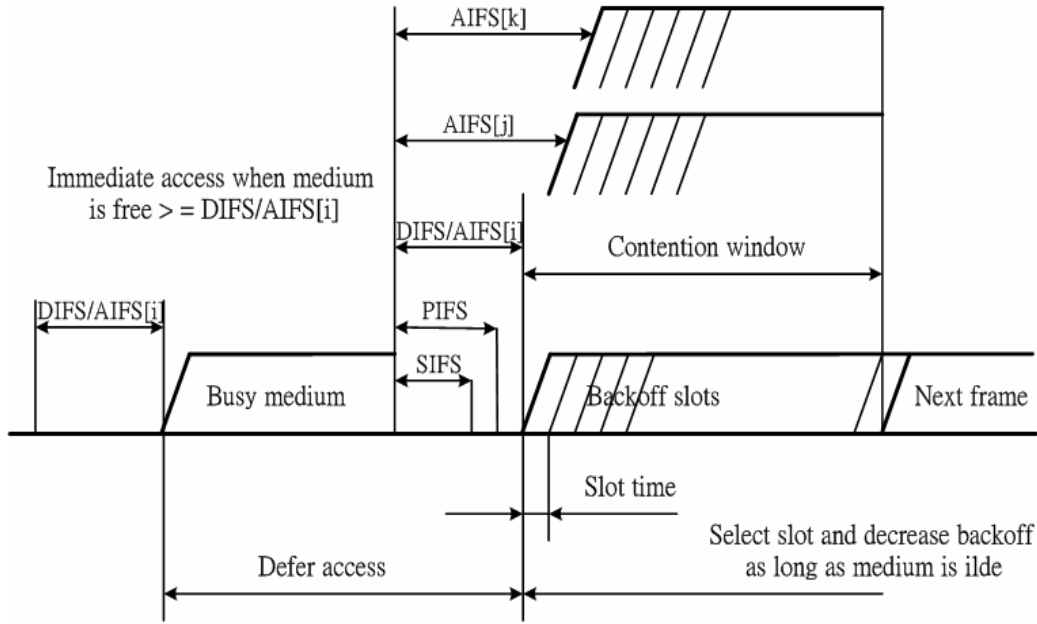 AIFS[k]
AIFS[j]
Immediate access when medium
is free > = DIFS/AIFS[i]
DIFS/AIFS[i]
Contention window
DIFS/AIFS[i]
PIFS
SIFS
Busy medium
Backoff slots
Next frame
Slot time
Select slot and decrease backoff
as long as medium is ilde
Defer access